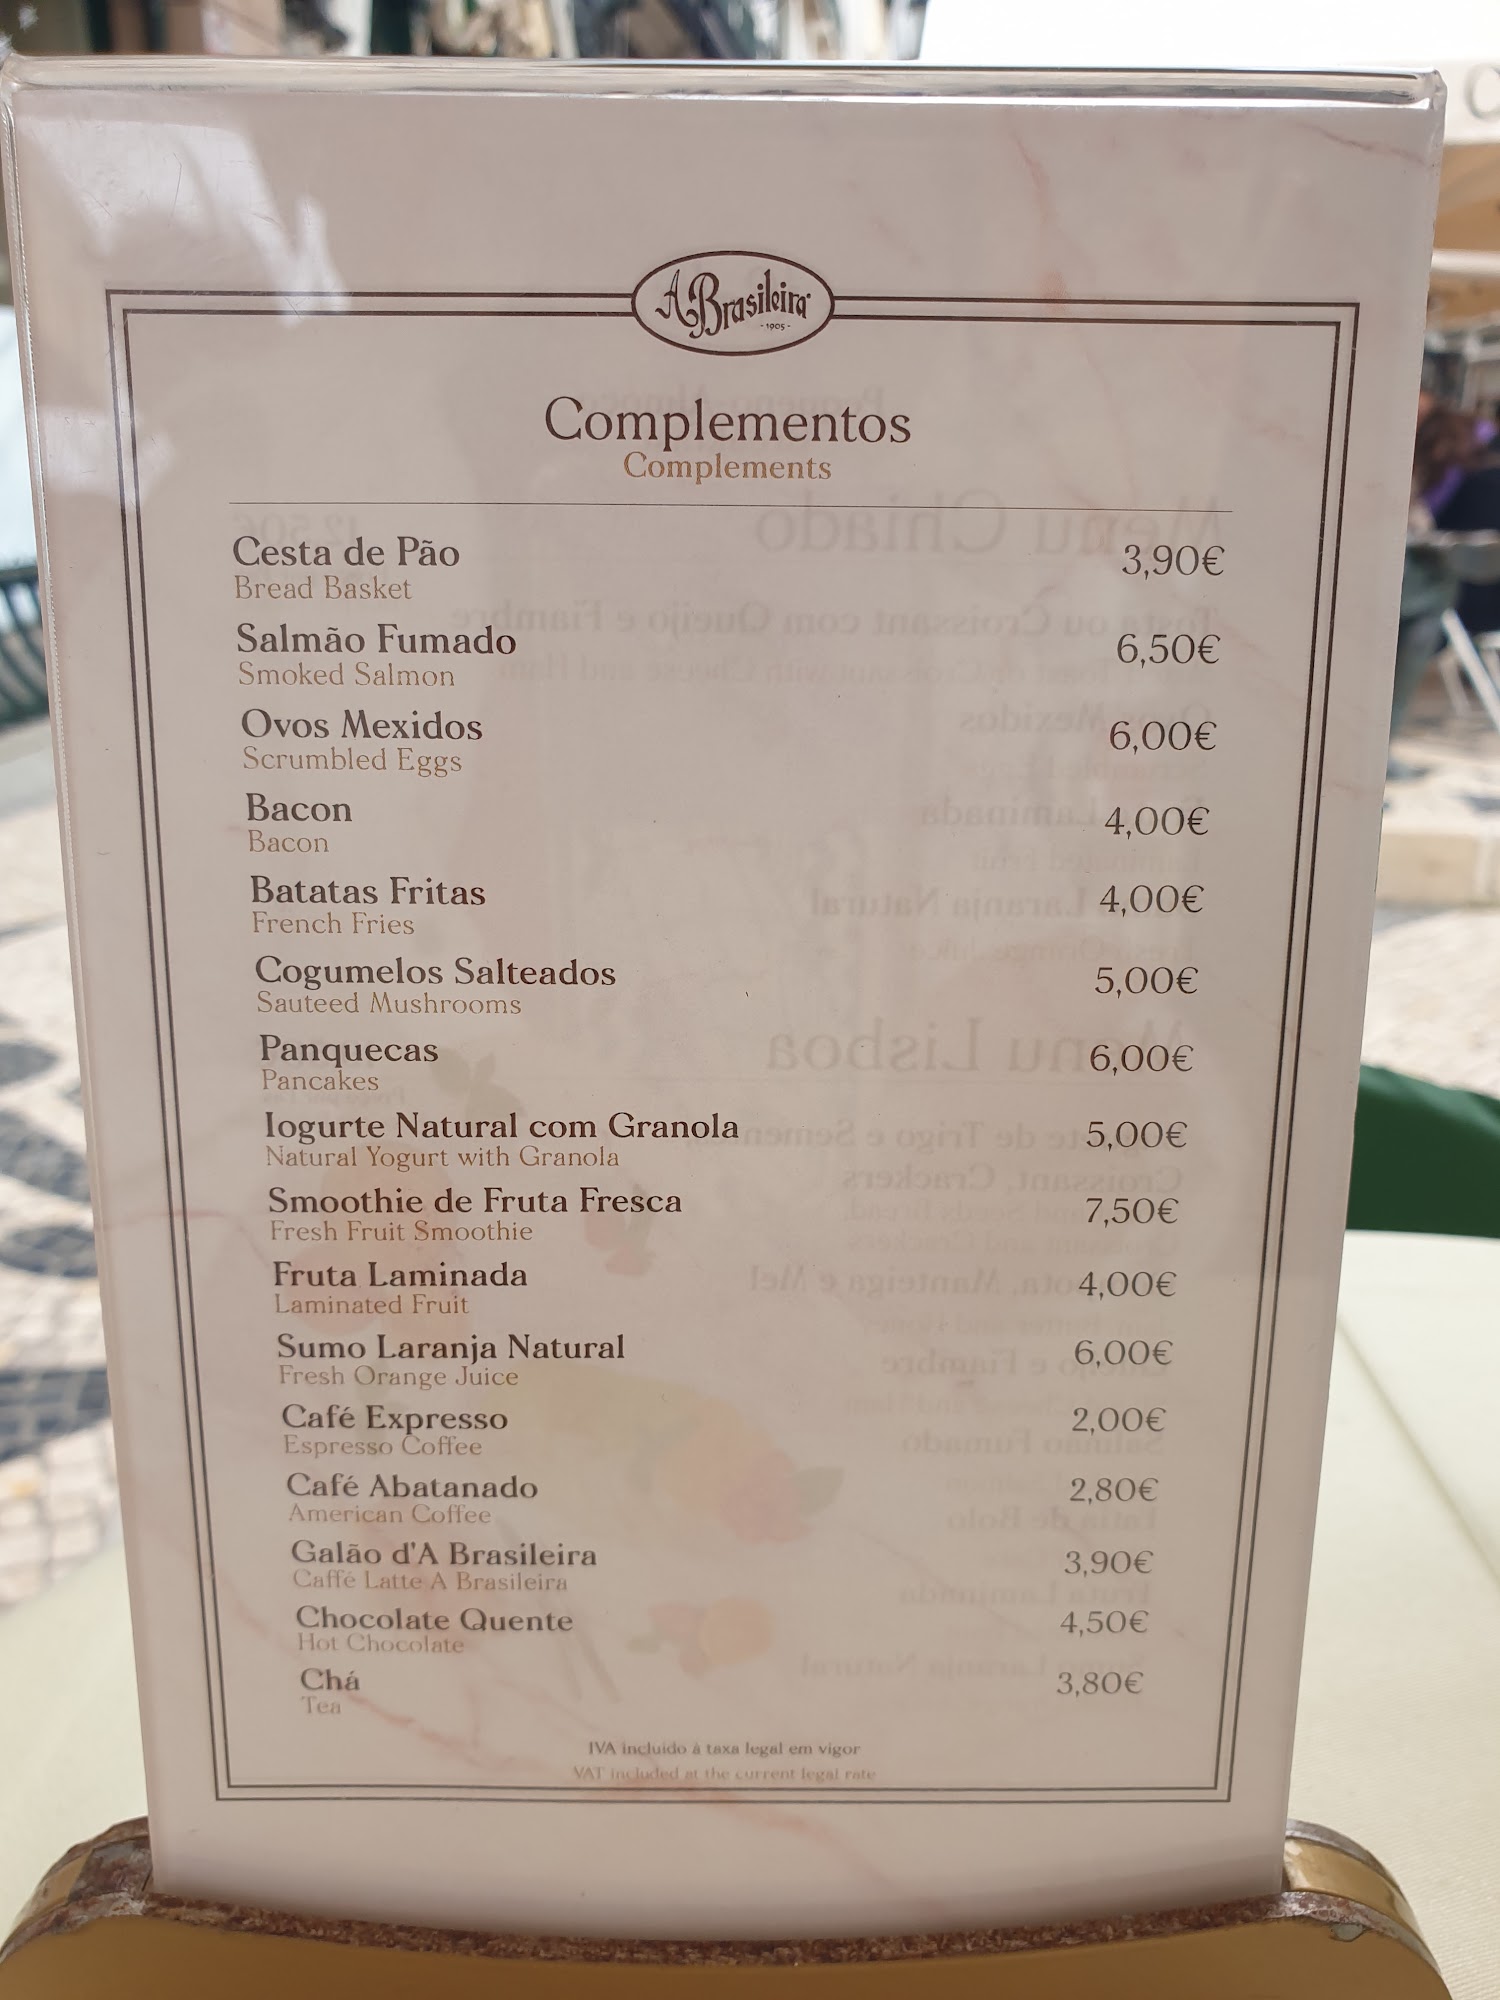 A Brasileira
- 1905 -
Complementos
Complements
Cesta de Pão 3,90€
Bread Basket
Salmão Fumado 6,50€
Smoked Salmon
Ovos Mexidos 6,00€
Scrumbled Eggs
Bacon 4,00€
Bacon
Batatas Fritas 4,00€
French Fries
Cogumelos Salteados 5,00€
Sauteed Mushrooms
Panquecas 6,00€
Pancakes
Iogurte Natural com Granola 5,00€
Natural Yogurt with Granola
Smoothie de Fruta Fresca 7,50€
Fresh Fruit Smoothie
Fruta Laminada 4,00€
Laminated Fruit
Sumo Laranja Natural 6,00€
Fresh Orange Juice
Café Expresso 2,00€
Espresso Coffee
Café Abatanado 2,80€
American Coffee
Galão d'A Brasileira 3,90€
Caffé Latte A Brasileira
Chocolate Quente 4,50€
Hot Chocolate
Chá 3,80€
Tea
IVA incluido à taxa legal em vigor
VAT included at the current legal rate